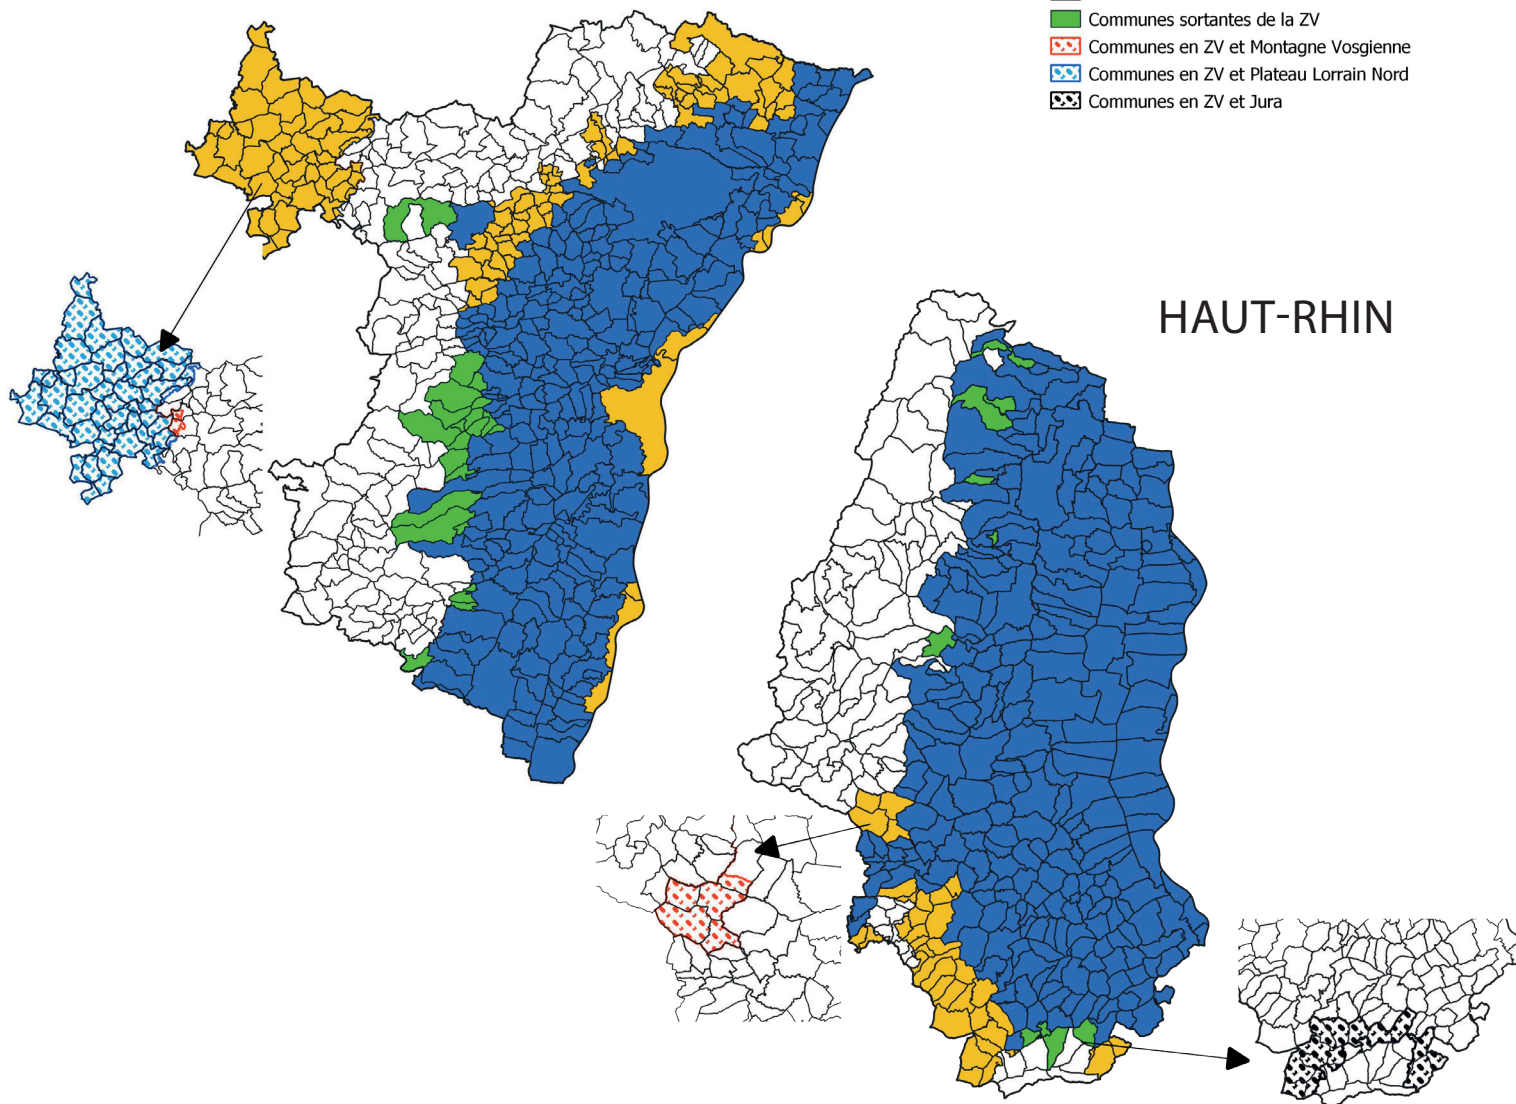 Communes sortantes de la ZV
Communes en ZV et Montagne Vosgienne
Communes en ZV et Plateau Lorrain Nord
Communes en ZV et Jura
HAUT-RHIN